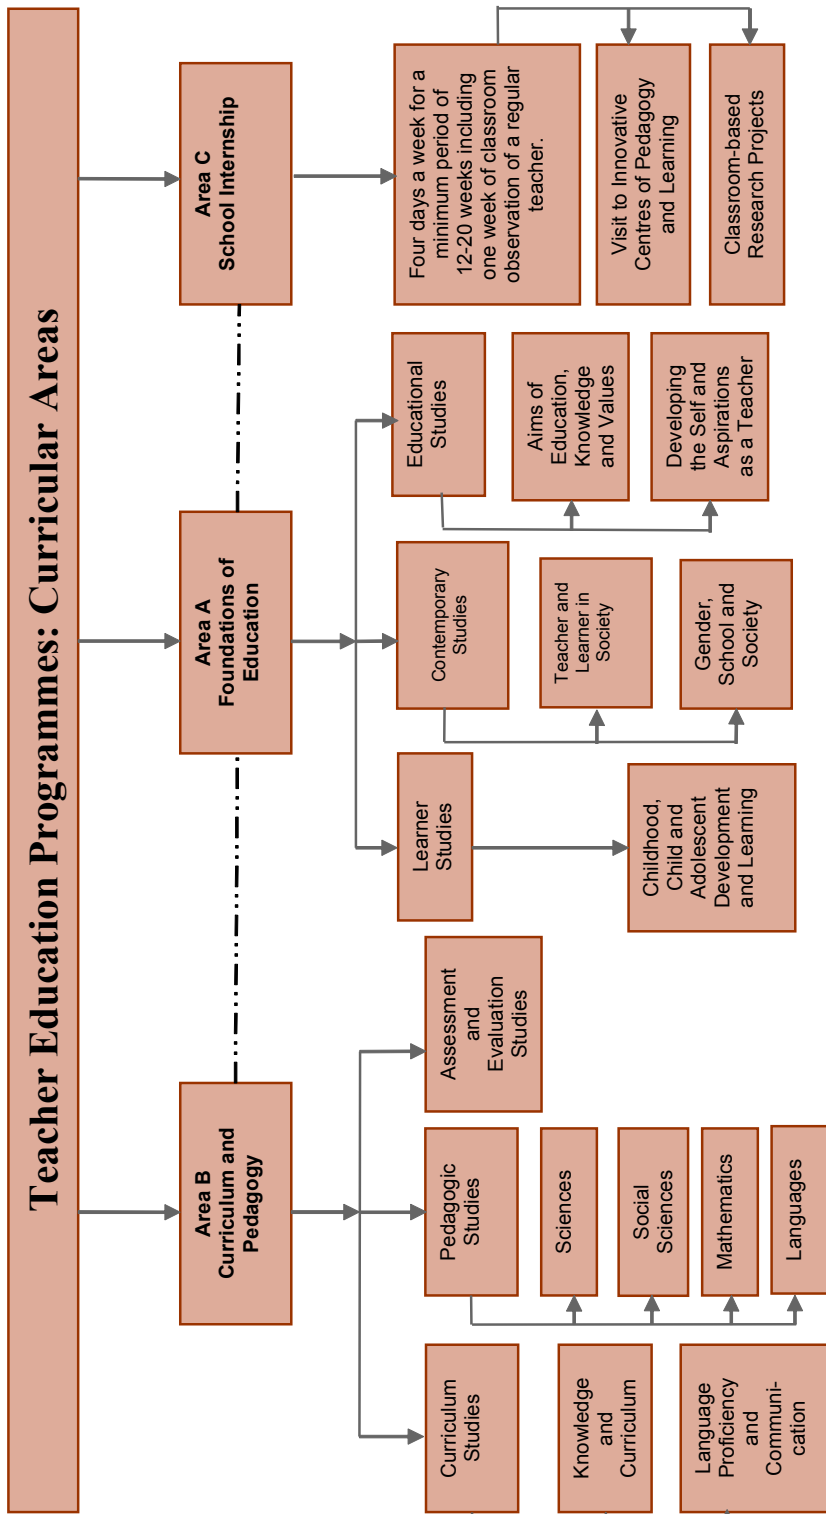 Teacher Education Programmes: Curricular Areas
Area B
Curriculum and
Pedagogy
Area A
Foundations of
Education
Area C
School Internship
Curriculum
Studies
Knowledge
and
Curriculum
Language
Proficiency
and
Communi-
cation
Pedagogic
Studies
Sciences
Social
Sciences
Mathematics
Languages
Assessment
and
Evaluation
Studies
Learner
Studies
Childhood,
Child and
Adolescent
Development
and Learning
Contemporary
Studies
Teacher and
Learner in
Society
Gender,
School and
Society
Educational
Studies
Aims of
Education,
Knowledge
and Values
Developing
the Self and
Aspirations
as a Teacher
Four days a week for a
minimum period of
12-20 weeks including
one week of classroom
observation of a regular
teacher.
Visit to Innovative
Centres of Pedagogy
and Learning
Classroom-based
Research Projects